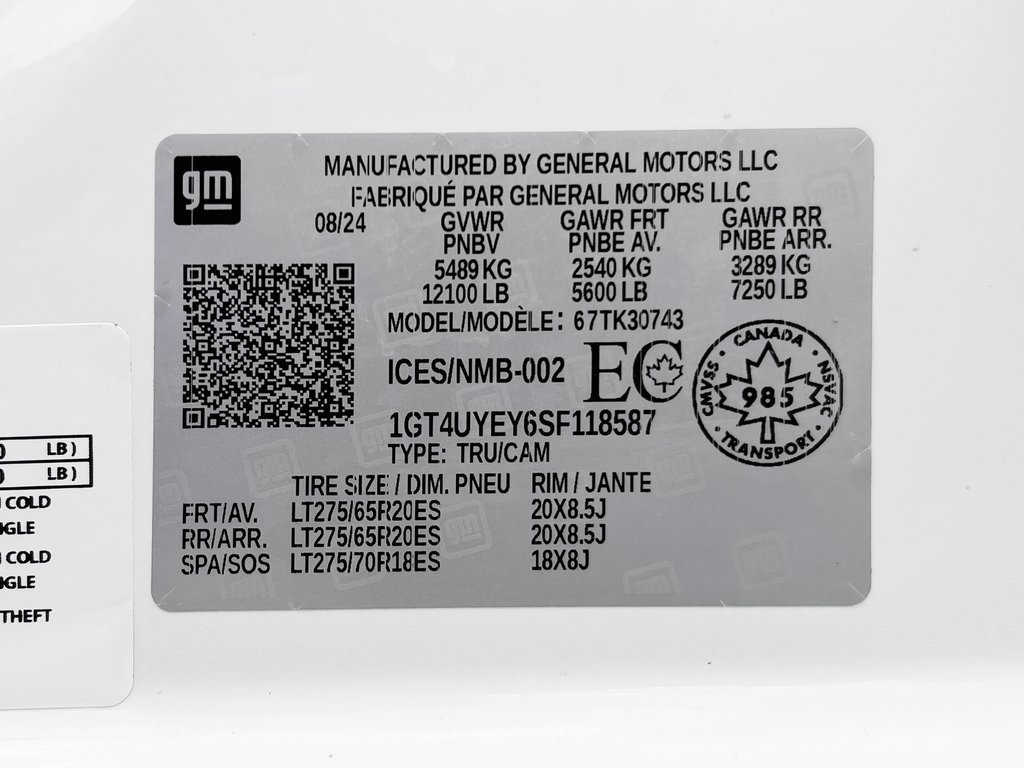 gm
MANUFACTURED BY GENERAL MOTORS LLC
FABRIQUÉ PAR GENERAL MOTORS LLC
08/24 GVWR GAWR FRT GAWR RR
PNBV PNBE AV. PNBE ARR.
5489 KG 2540 KG 3289 KG
12100 LB 5600 LB 7250 LB
MODEL/MODÈLE: 67TK30743
ICES/NMB-002 EC
CANADA
CMVSS 985 NSVAC
TRANSPORT
1GT4UYEY6SF118587
TYPE: TRU/CAM
TIRE SIZE / DIM. PNEU RIM / JANTE
FRT/AV. LT275/65R20ES 20X8.5J
RR/ARR. LT275/65R20ES 20X8.5J
SPA/SOS LT275/70R18ES 18X8J
LB)
LB)
COLD
COLD
THEFT